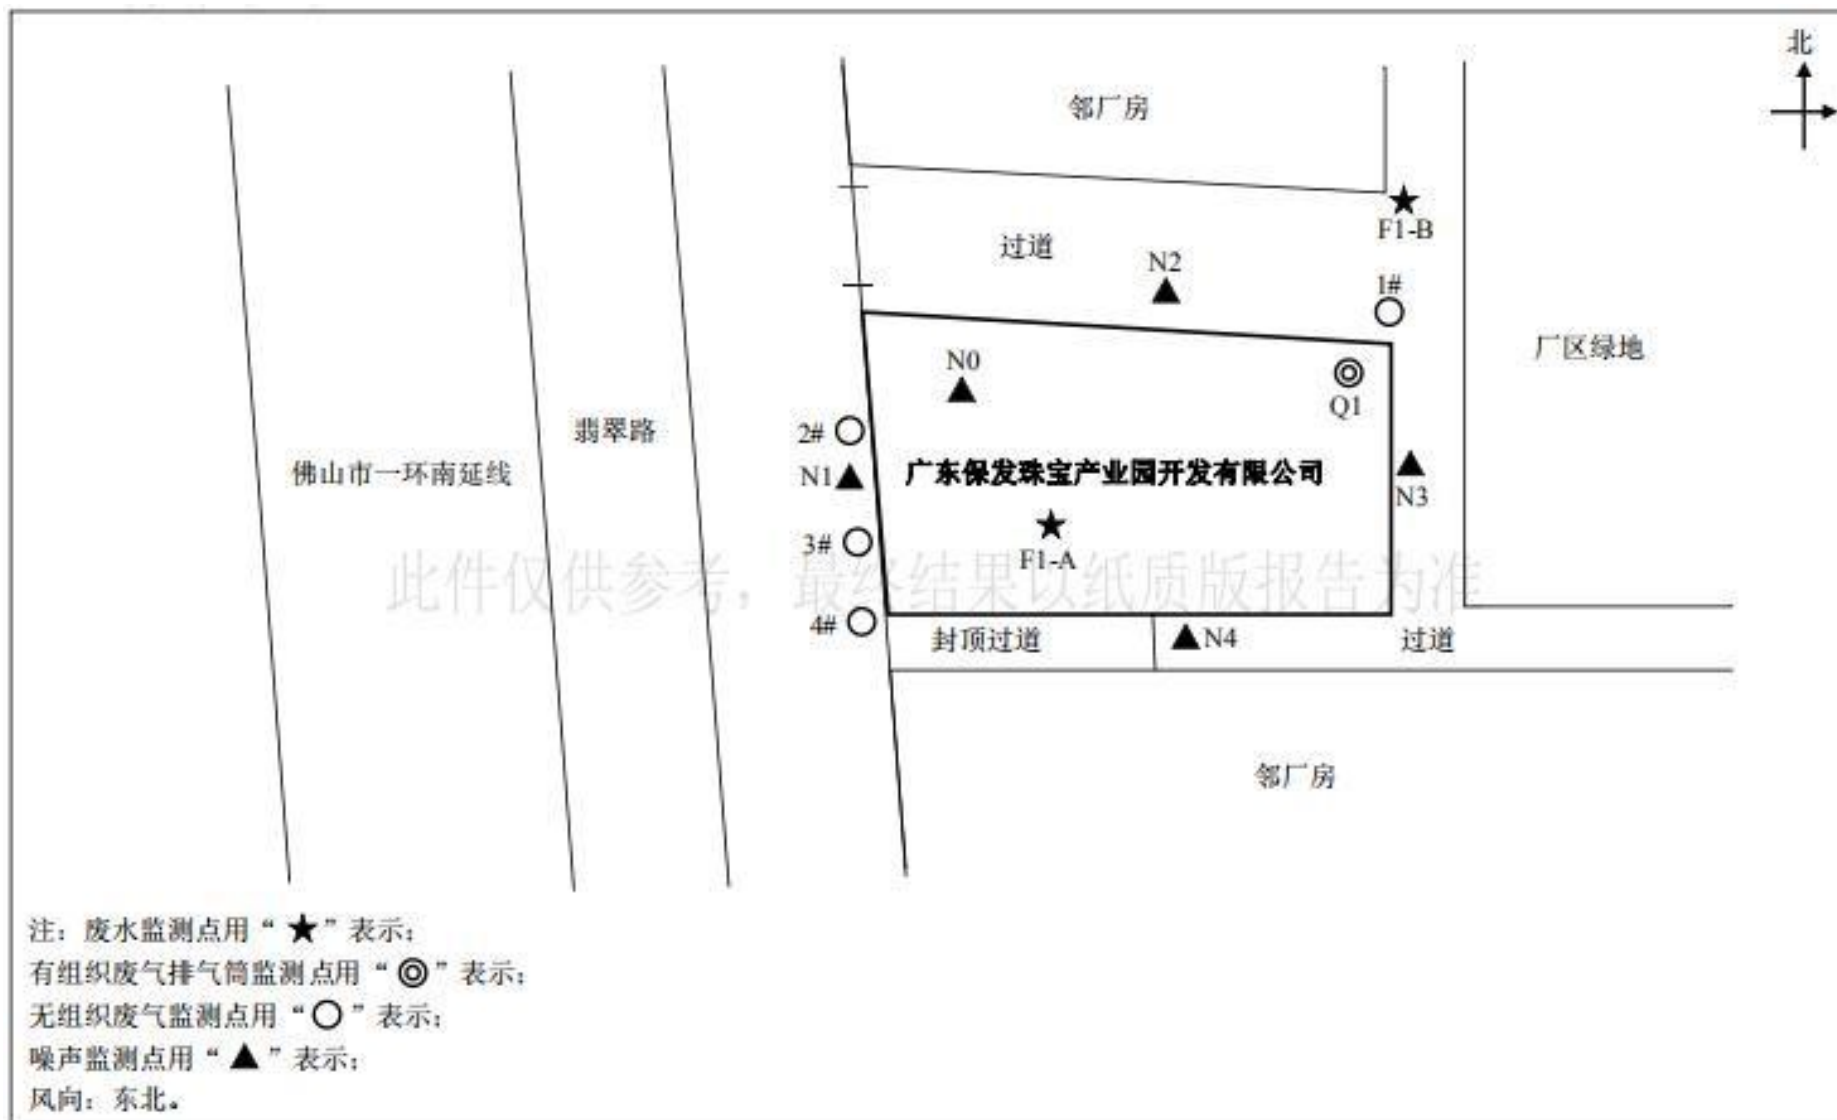 北
邻厂房
F1-B
过道
N2
1#
厂区绿地
N0
Q1
2#
翡翠路
佛山市一环南延线
N1
广东保发珠宝产业园开发有限公司
N3
3#
F1-A
此件仅供参考，最终结果以纸质版报告为准
4#
封顶过道
N4
过道
邻厂房
注：废水监测点用“★”表示；
有组织废气排气筒监测点用“◎”表示；
无组织废气监测点用“○”表示；
噪声监测点用“▲”表示；
风向：东北。